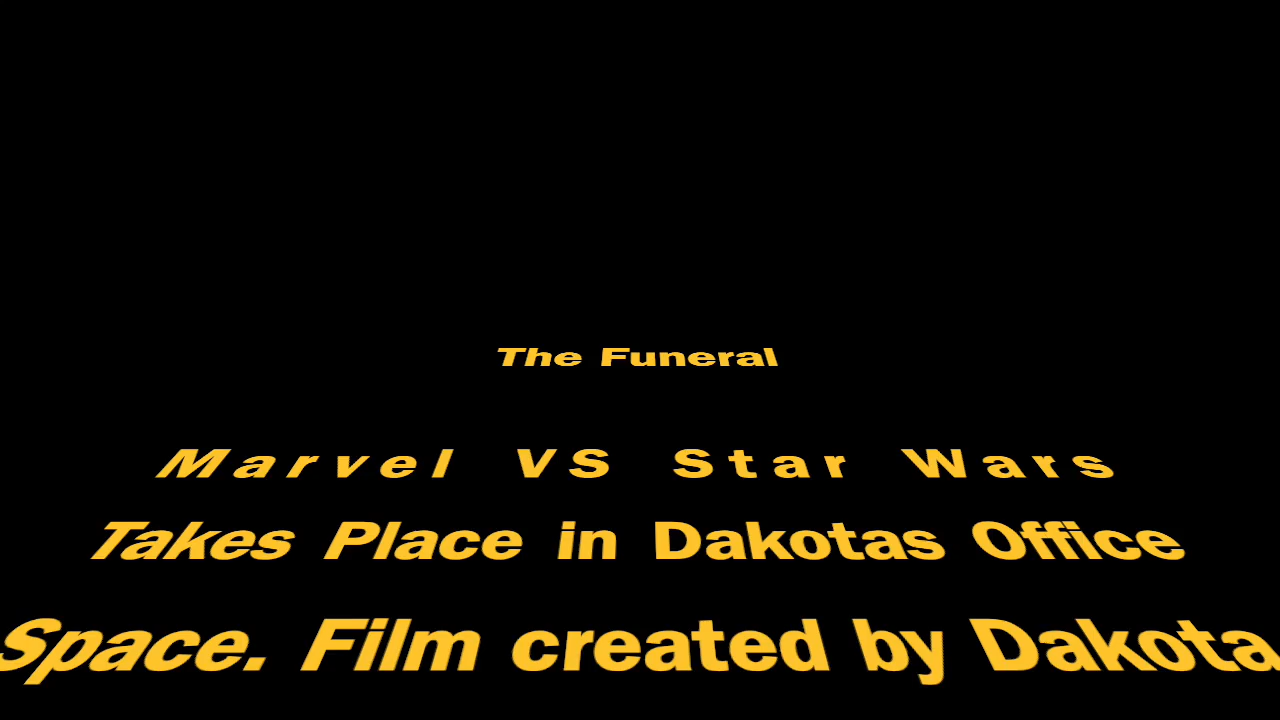 The Funeral
Marvel VS Star Wars
Takes Place in Dakotas Office
Space. Film created by Dakota